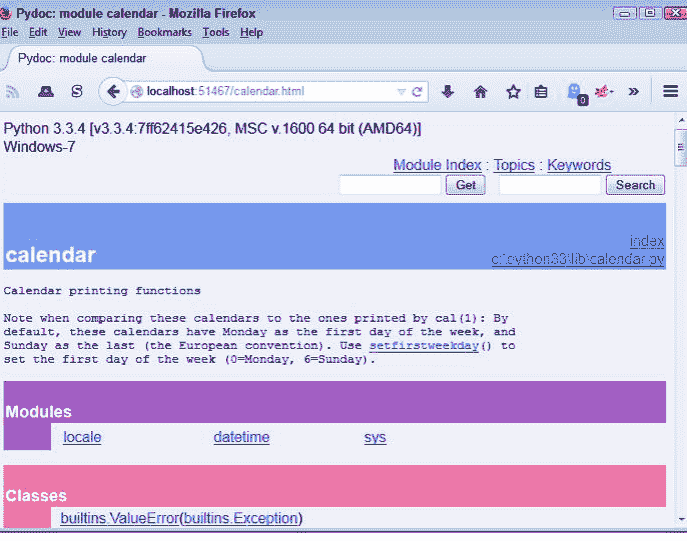 Pydoc: module calendar - Mozilla Firefox
File Edit View History Bookmarks Tools Help
Pydoc: module calendar
localhost:51467/calendar.html
0
Python 3.3.4 [v3.3.4:7ff62415e426, MSC v.1600 64 bit (AMD64)]
Windows-7
Module Index : Topics : Keywords
Get Search
calendar
index
c:\python33\lib\calendar.py
Calendar printing functions
Note when comparing these calendars to the ones printed by cal(1): By
default, these calendars have Monday as the first day of the week, and
Sunday as the last (the European convention). Use setfirstweekday() to
set the first day of the week (0=Monday, 6=Sunday).
Modules
locale datetime sys
Classes
builtins.ValueError(builtins.Exception)